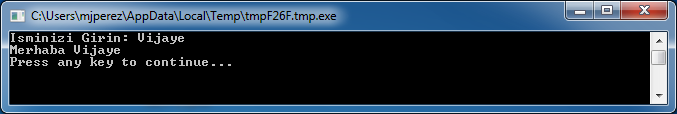 C:\Users\mjperez\AppData\Local\Temp\tmpF26F.tmp.exe
Isminizi Girin: Vijaye
Merhaba Vijaye
Press any key to continue...